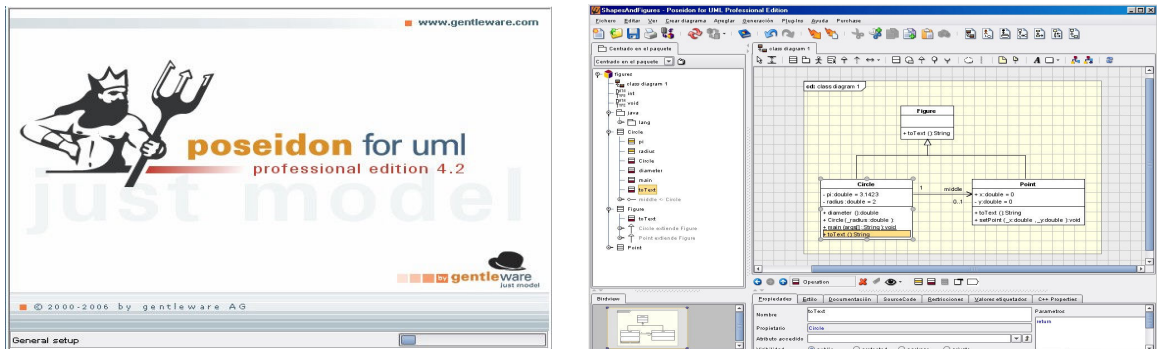 www.gentleware.com
poseidon for uml
professional edition 4.2
just model
by gentleware
just model
© 2000-2006 by gentleware AG
General setup
ShapesAndFigures - Poseidon for UML Professional Edition
Fichero Editar Ver Crear diagrama Arreglar Generación Plug-ins Ayuda Purchase
Centrado en el paquete
Centrado en el paquete
figures
class diagram 1
int
void
java
lang
Circle
pi
radius
Circle
diameter
main
toText
middle <- Circle
Figure
toText
Circle extiende Figure
Point extiende Figure
Point
class diagram 1
cd: class diagram 1
Figure
+ toText ():String
Circle
- pi:double = 3.1423
- radius:double = 2
+ diameter ():double
+ Circle(_radius:double ):
+ main (args[] :String ):void
+ toText ():String
1
middle
0..1
Point
+ x:double = 0
- y:double = 0
+ toText ():String
+ setPoint (_x:double ,_y:double ):void
Operation
Birdview
Propiedades Estilo Documentación SourceCode Restricciones Valores etiquetados C++ Properties
Nombre
toText
Parametros
return
Propietario
Circle
Atributo accedido